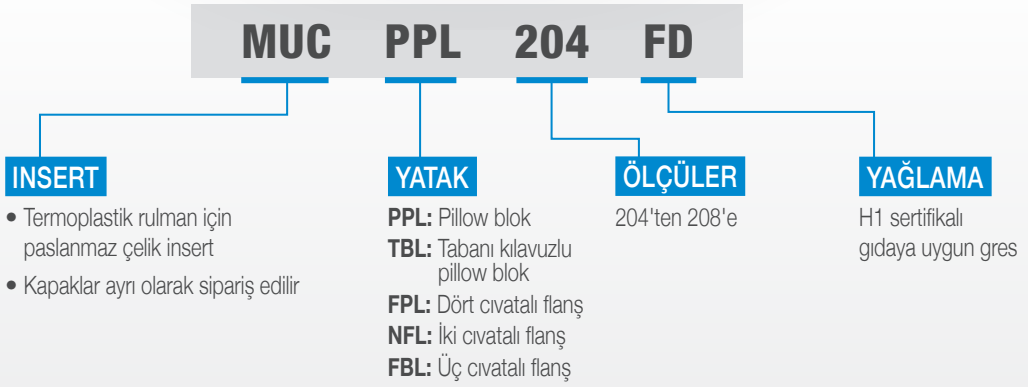 MUC PPL 204 FD
INSERT
• Termoplastik rulman için
paslanmaz çelik insert
• Kapaklar ayrı olarak sipariş edilir
YATAK
PPL: Pillow blok
TBL: Tabanı kılavuzlu
pillow blok
FPL: Dört cıvatalı flanş
NFL: İki cıvatalı flanş
FBL: Üç cıvatalı flanş
ÖLÇÜLER
204'ten 208'e
YAĞLAMA
H1 sertifikalı
gıdaya uygun gres